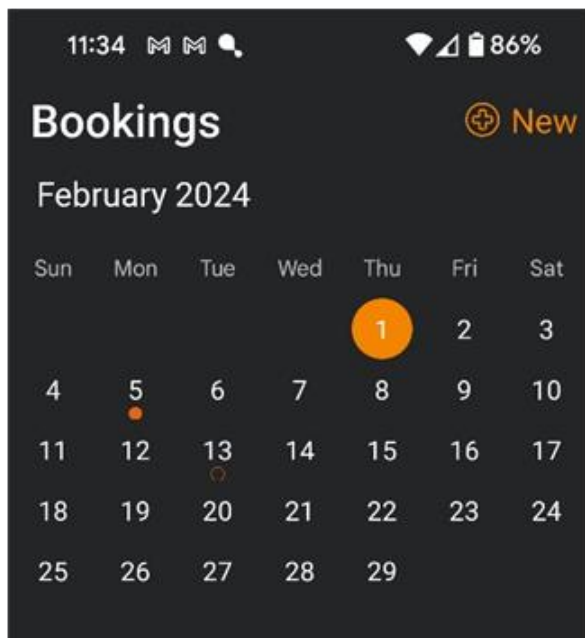 11:34 86%
Bookings New
February 2024
Sun Mon Tue Wed Thu Fri Sat
1 2 3
4 5 6 7 8 9 10
11 12 13 14 15 16 17
18 19 20 21 22 23 24
25 26 27 28 29